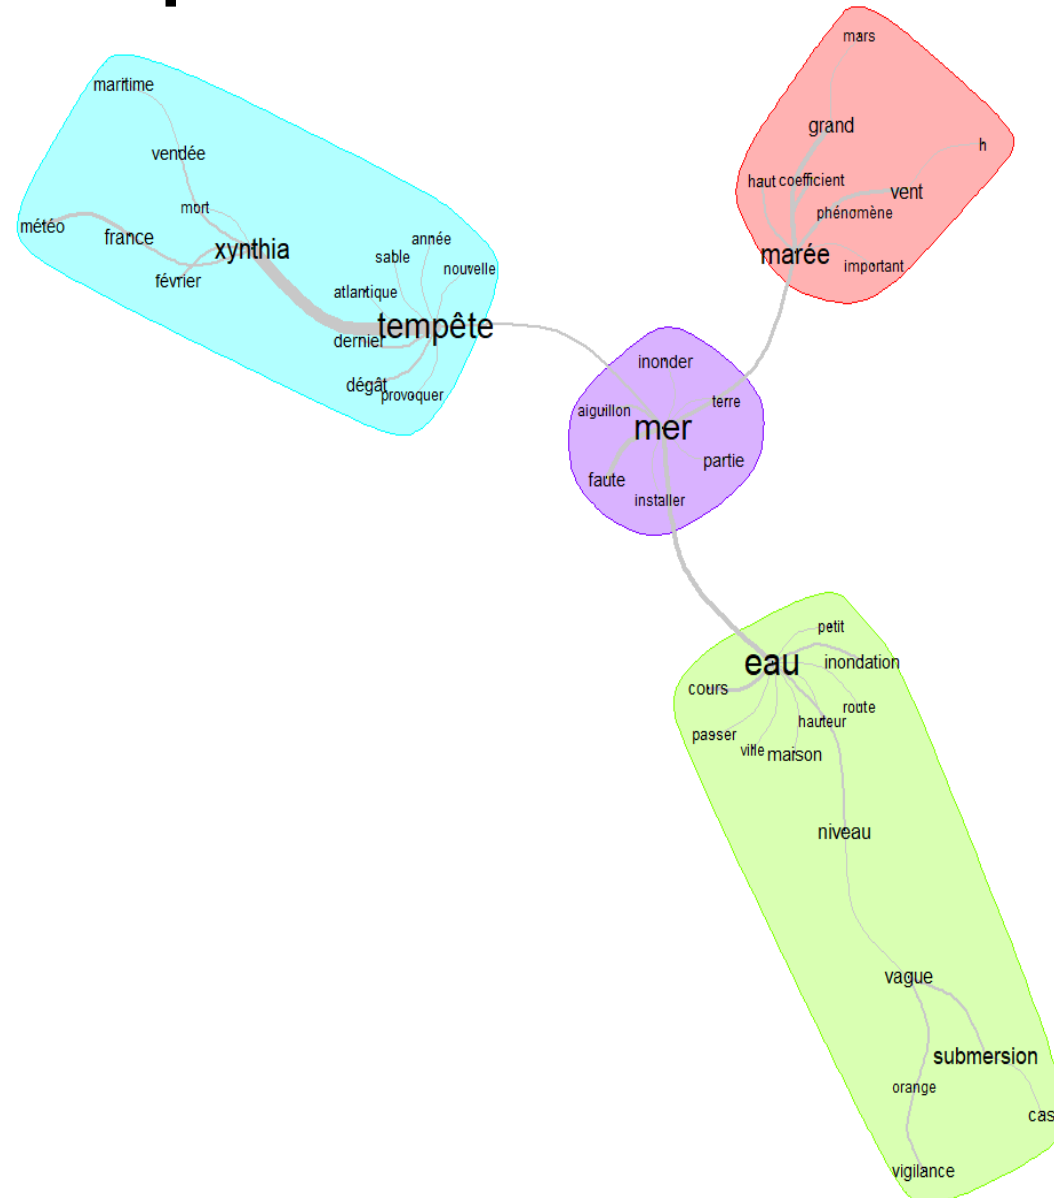 maritime
vendée
mort
météo
france
xynthia
février
année
sable
nouvelle
atlantique
tempête
dernier
dégât
provoquer
mars
grand
h
haut
coefficient
vent
phénomène
marée
important
inonder
terre
aiguillon
mer
partie
faute
installer
petit
eau
inondation
cours
route
hauteur
passer
ville
maison
niveau
vague
submersion
orange
cas
vigilance